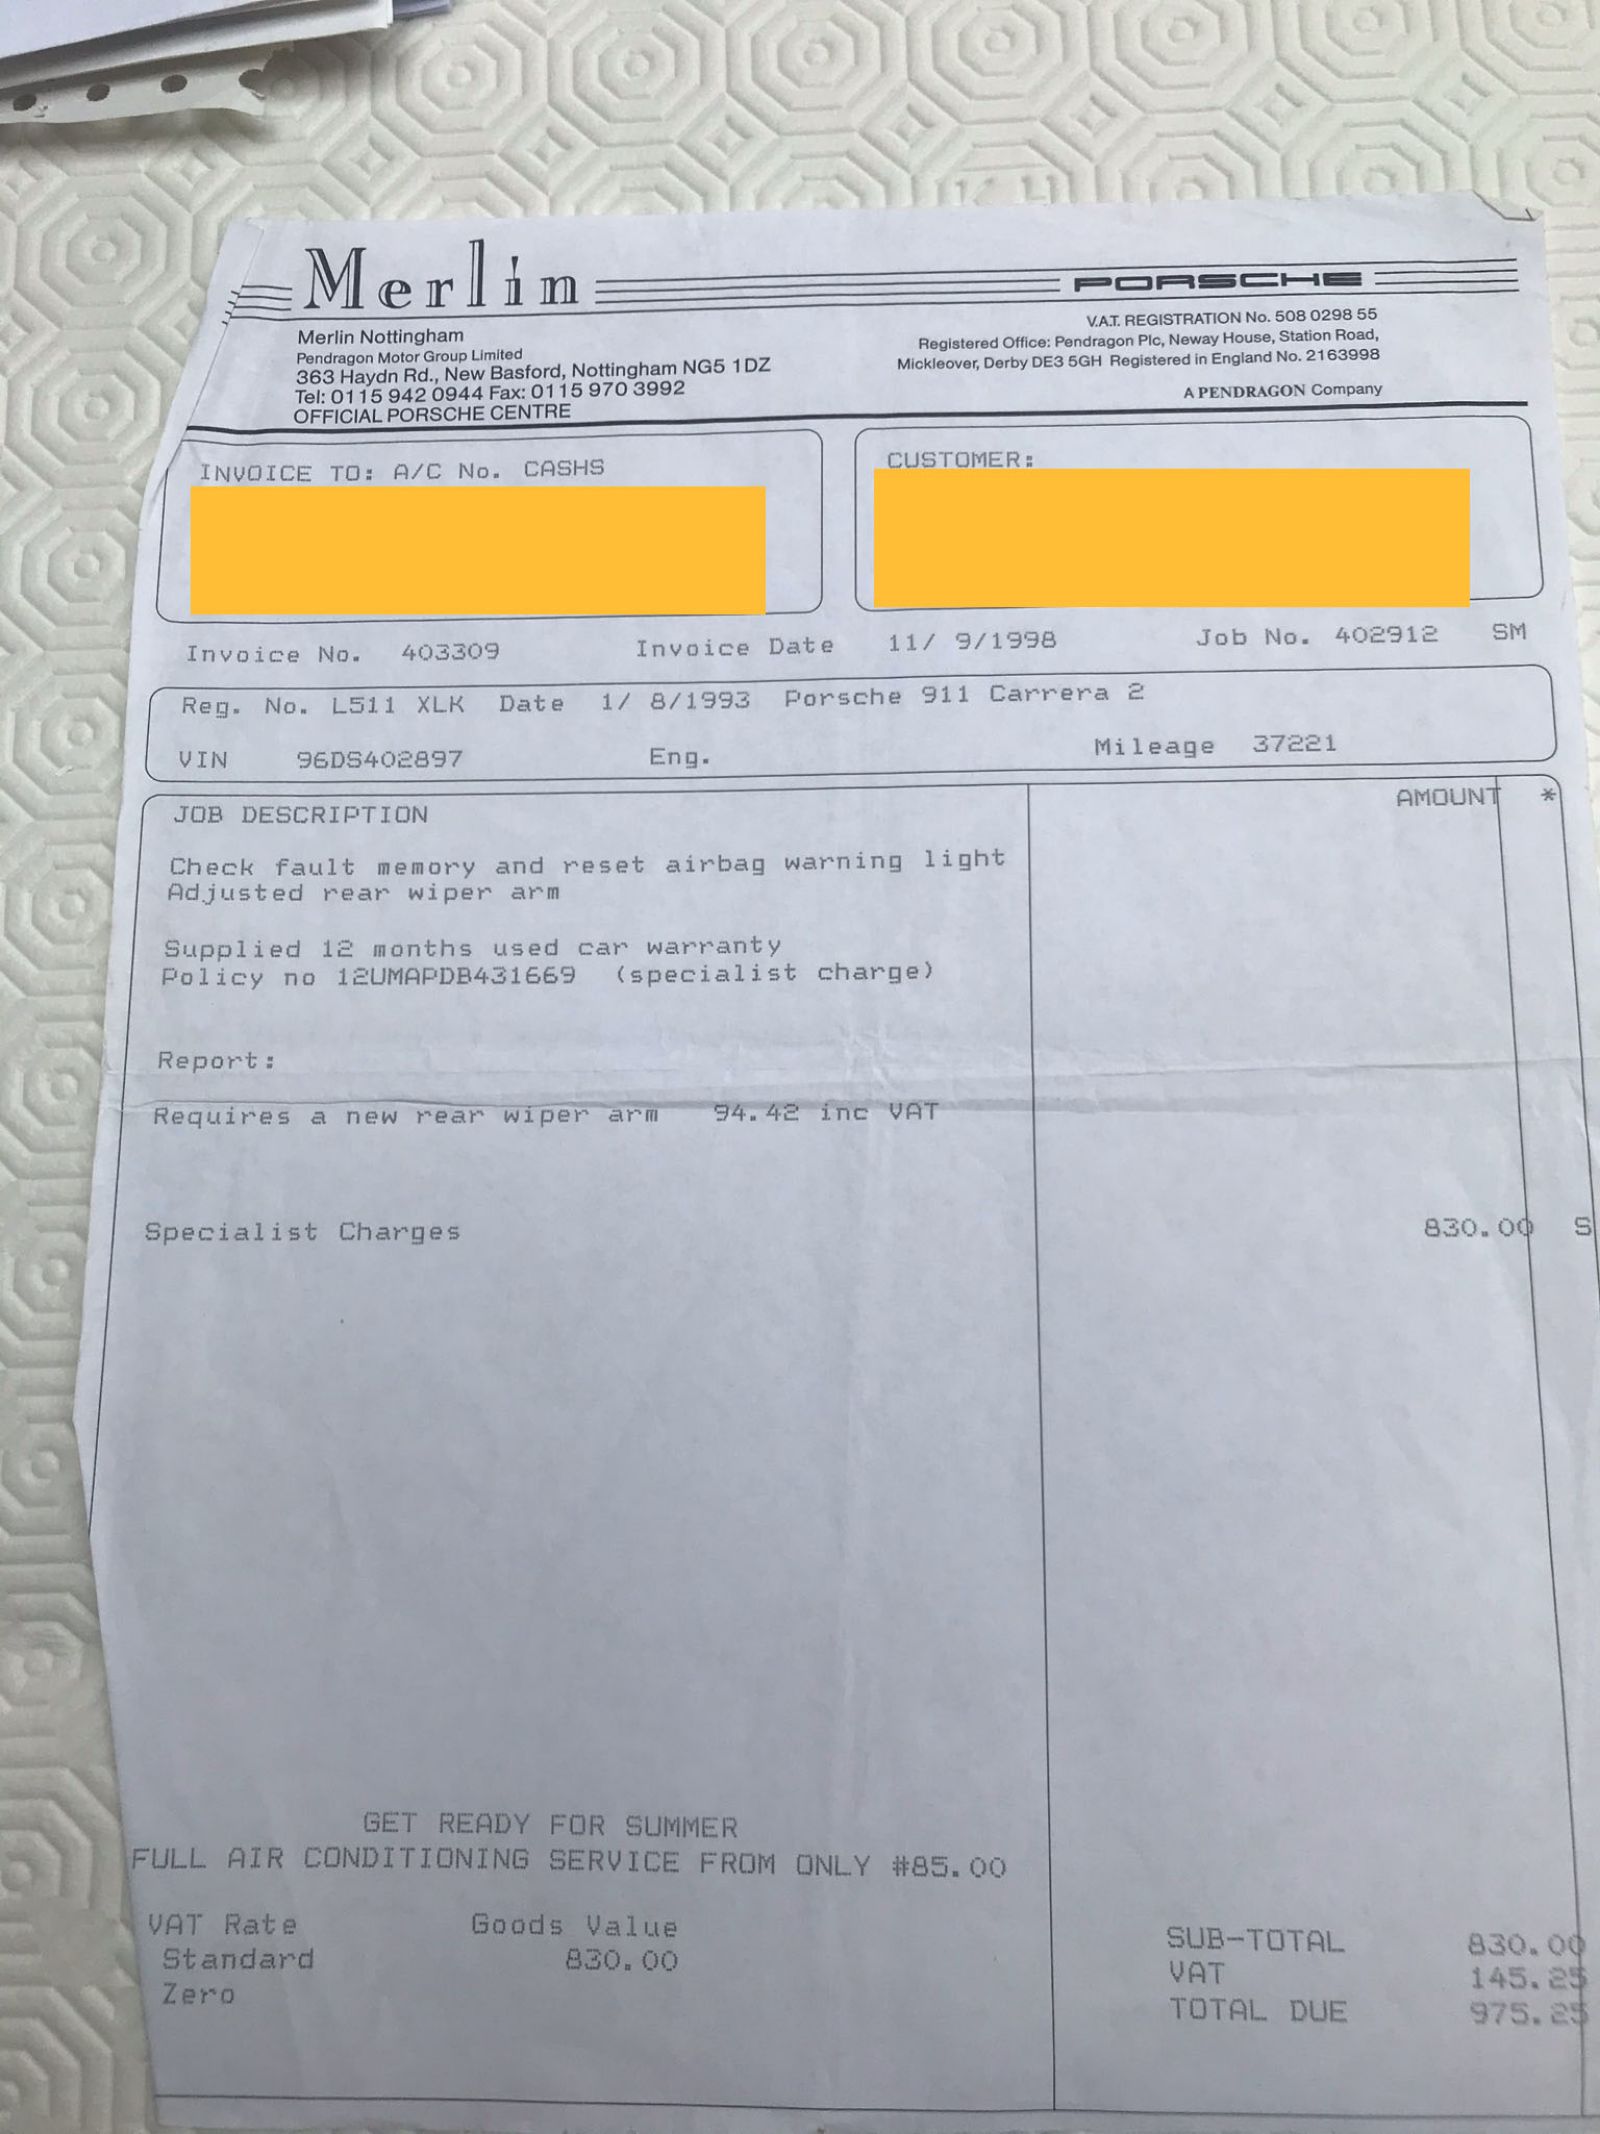 Merlin PORSCHE
Merlin Nottingham
Pendragon Motor Group Limited
363 Haydn Rd., New Basford, Nottingham NG5 1DZ
Tel: 0115 942 0944 Fax: 0115 970 3992
OFFICIAL PORSCHE CENTRE
V.A.T. REGISTRATION No. 508 0298 55
Registered Office: Pendragon Plc, Neway House, Station Road,
Mickleover, Derby DE3 5GH Registered in England No. 2163998
A PENDRAGON Company
INVOICE TO: A/C No. CASHS
CUSTOMER:
Invoice No. 403309 Invoice Date 11/ 9/1998 Job No. 402912 SM
Reg. No. L511 XLK Date 1/ 8/1993 Porsche 911 Carrera 2
VIN 96DS402897 Eng. Mileage 37221
JOB DESCRIPTION AMOUNT *
Check fault memory and reset airbag warning light
Adjusted rear wiper arm
Supplied 12 months used car warranty
Policy no 12UMAPDB431669 (specialist charge)
Report:
Requires a new rear wiper arm 94.42 inc VAT
Specialist Charges 830.00 S
GET READY FOR SUMMER
FULL AIR CONDITIONING SERVICE FROM ONLY #85.00
VAT Rate Goods Value
Standard 830.00
Zero
SUB-TOTAL 830.00
VAT 145.25
TOTAL DUE 975.25